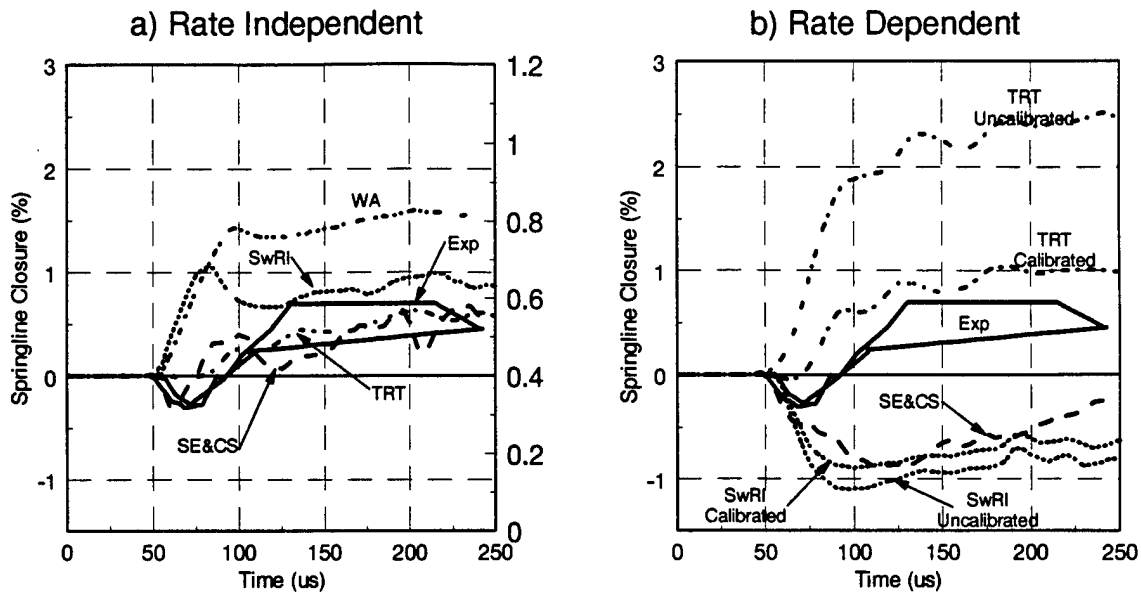 a) Rate Independent
3
2
1
0
-1
1.2
1
0.8
0.6
0.4
0.2
0
Springline Closure (%)
WA
SwRI
Exp
TRT
SE&CS
0 50 100 150 200 250
Time (us)
b) Rate Dependent
3
2
1
0
-1
Springline Closure (%)
TRT
Uncalibrated
TRT
Calibrated
Exp
SE&CS
SwRI
Calibrated
SwRI
Uncalibrated
0 50 100 150 200 250
Time (us)